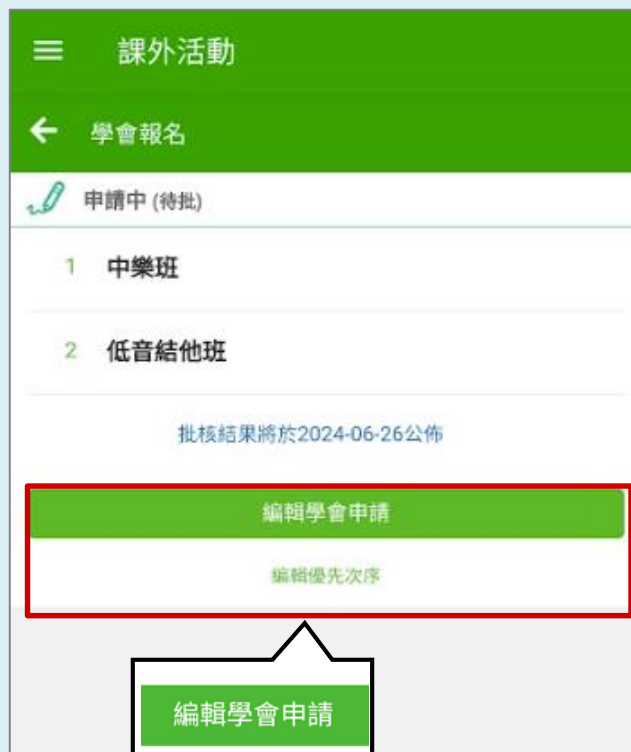 課外活動
學會報名
申請中 (待批)
1 中樂班
2 低音結他班
批核結果將於2024-06-26公佈
編輯學會申請
編輯優先次序
編輯學會申請